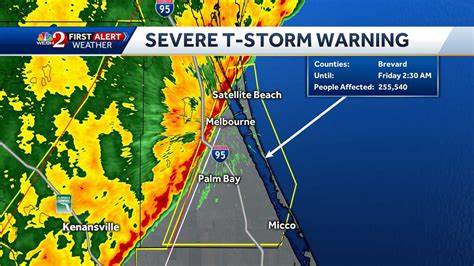 WESH 2 FIRST ALERT WEATHER
95
SEVERE T-STORM WARNING
Counties: Brevard
Until: Friday 2:30 AM
People Affected: 255,540
Satellite Beach
Melbourne
95
Palm Bay
Kenansville
Micco